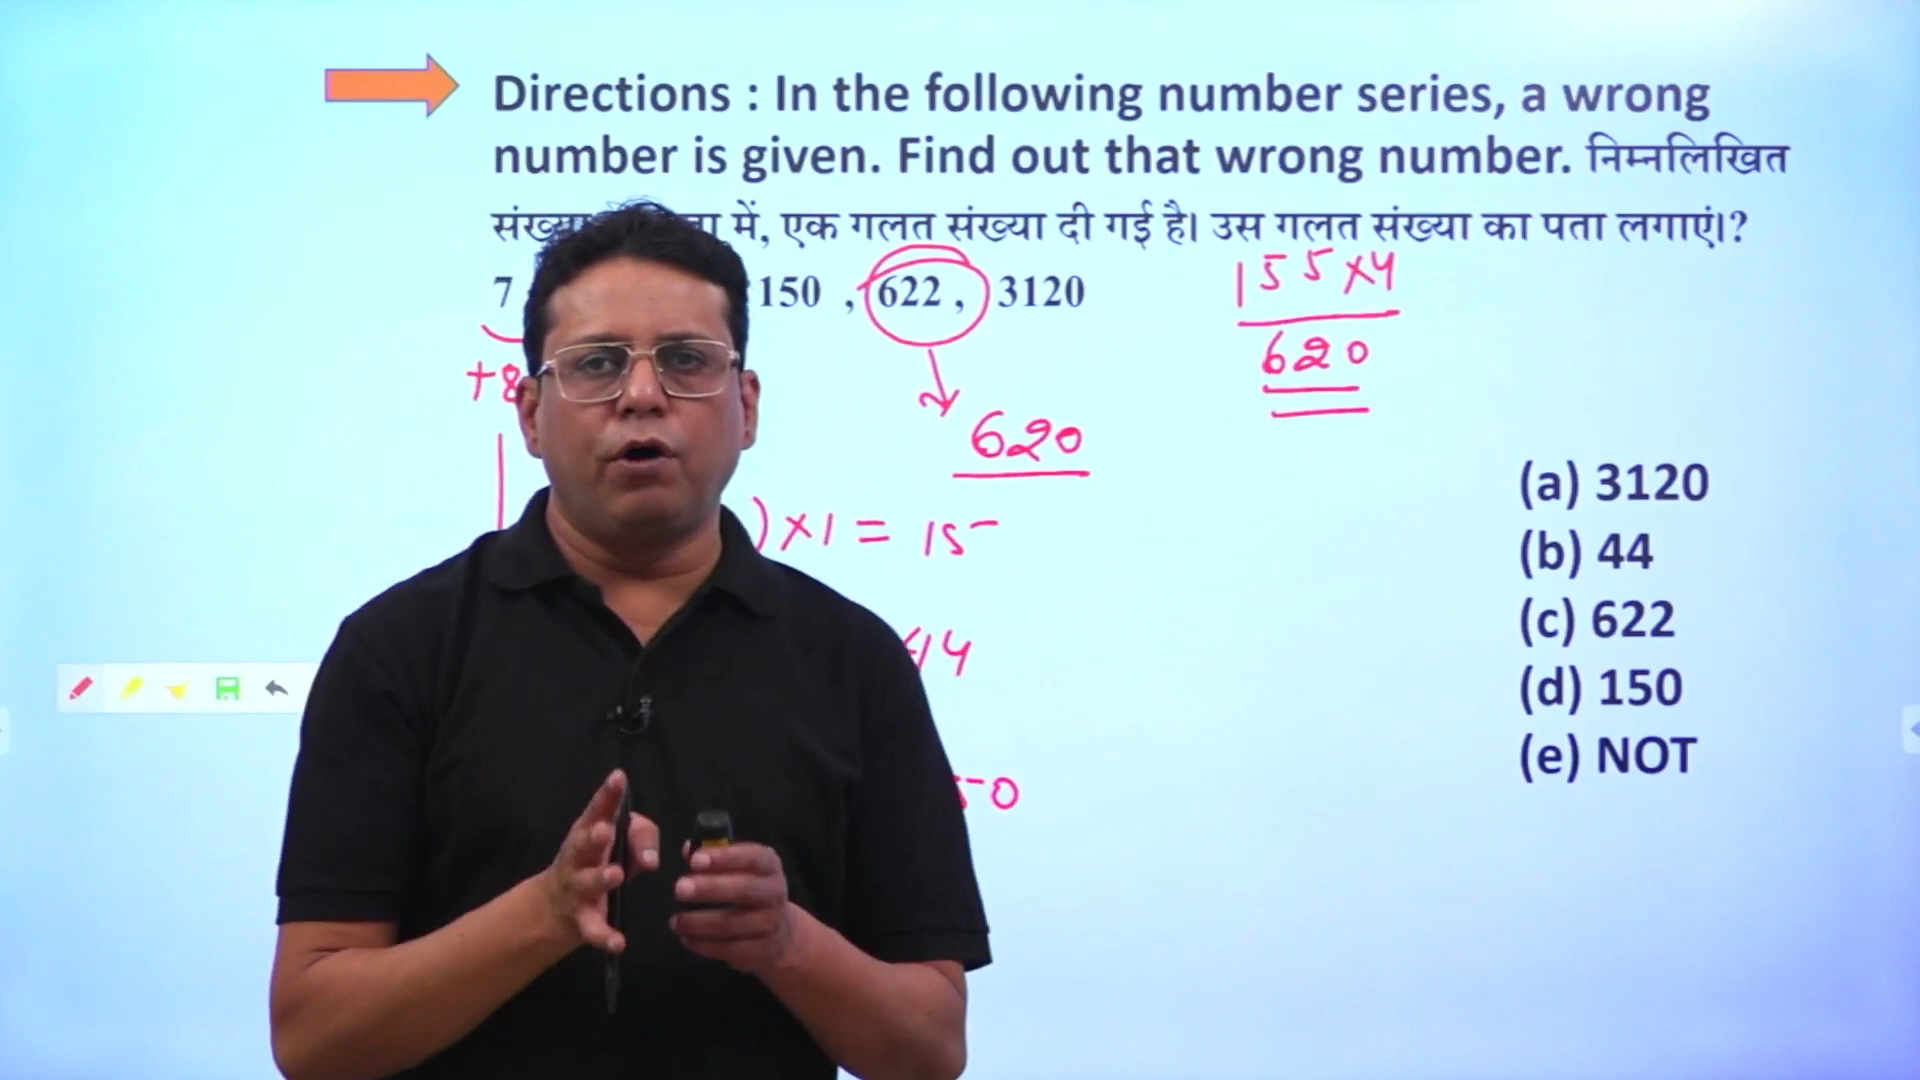 Directions : In the following number series, a wrong
number is given. Find out that wrong number. निम्नलिखित
में, एक गलत संख्या दी गई है। उस गलत संख्या का पता लगाएं।?
7 150 , 622 , 3120
155×4
620
+8
620
)×1 = 15
44
50
(a) 3120
(b) 44
(c) 622
(d) 150
(e) NOT